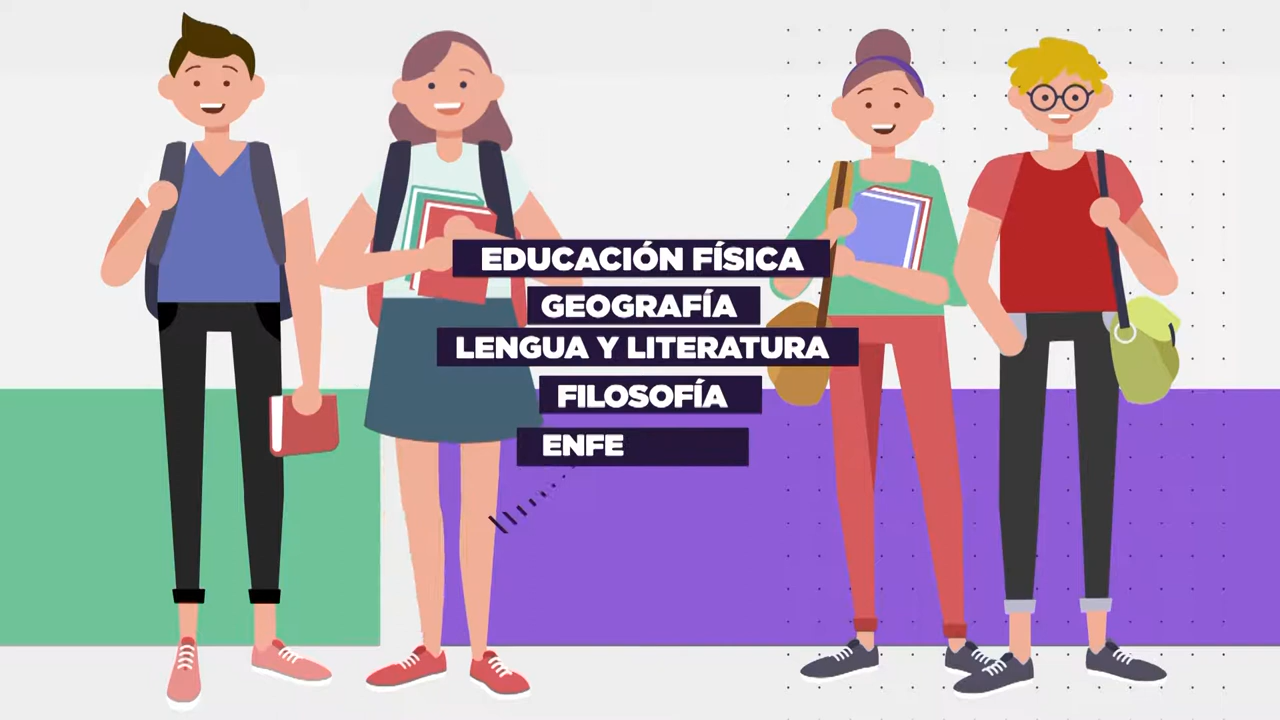 EDUCACIÓN FÍSICA
GEOGRAFÍA
LENGUA Y LITERATURA
FILOSOFÍA
ENFE